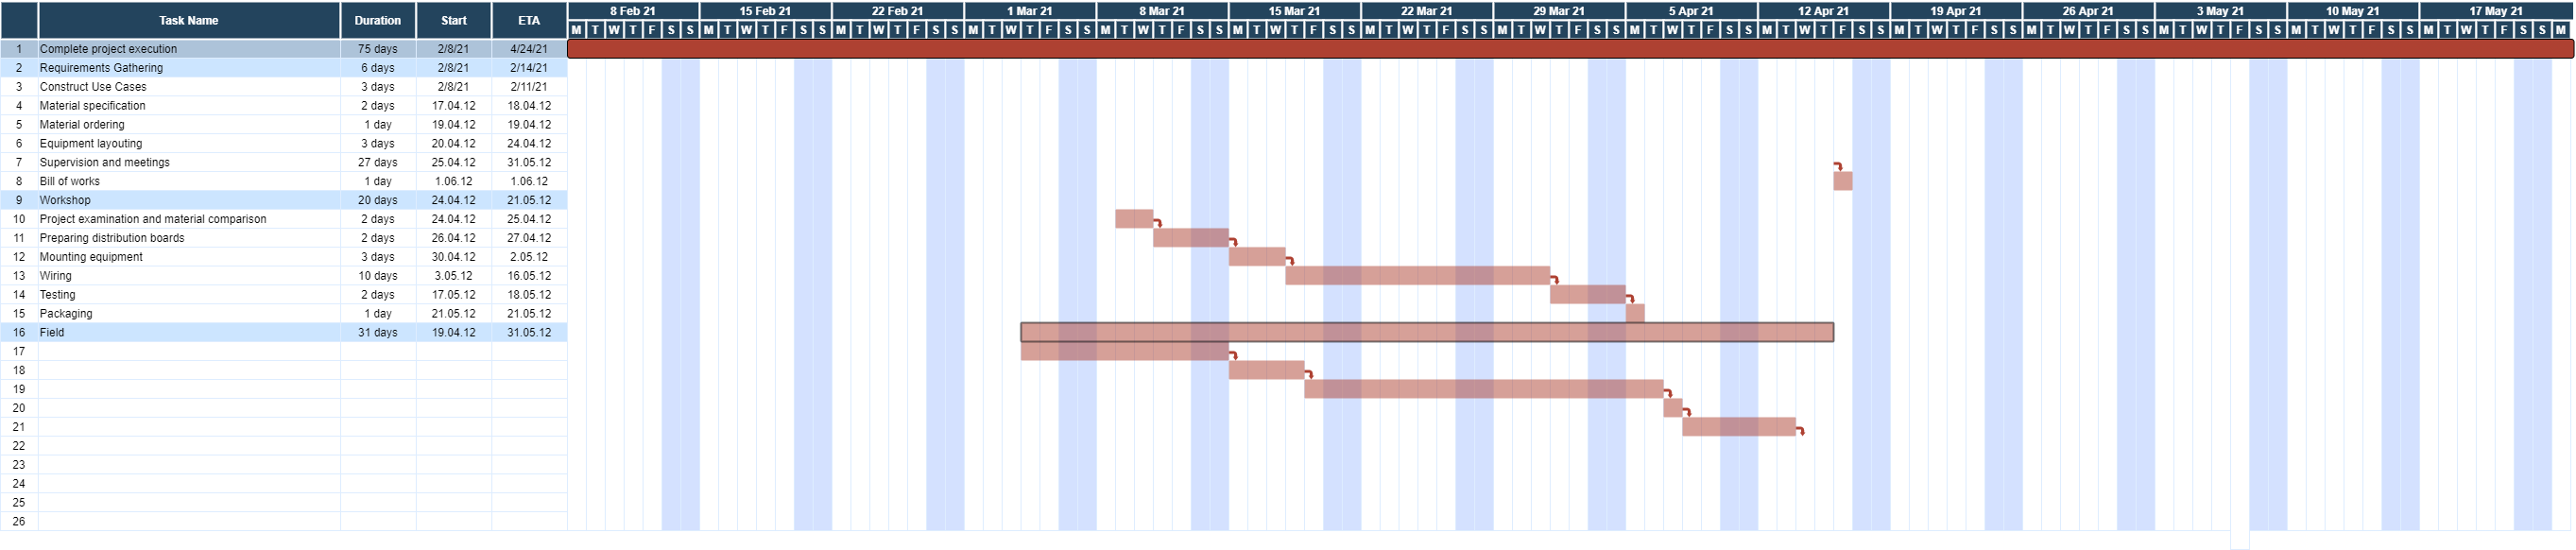 Task Name Duration Start ETA 8 Feb 21 15 Feb 21 22 Feb 21 1 Mar 21 8 Mar 21 15 Mar 21 22 Mar 21 29 Mar 21 5 Apr 21 12 Apr 21 19 Apr 21 26 Apr 21 3 May 21 10 May 21 17 May 21
M T W T F S S M T W T F S S M T W T F S S M T W T F S S M T W T F S S M T W T F S S M T W T F S S M T W T F S S M T W T F S S M T W T F S S M T W T F S S M T W T F S S M T W T F S S M T W T F S S M T W T F S S M
1 Complete project execution 75 days 2/8/21 4/24/21
2 Requirements Gathering 6 days 2/8/21 2/14/21
3 Construct Use Cases 3 days 2/8/21 2/11/21
4 Material specification 2 days 17.04.12 18.04.12
5 Material ordering 1 day 19.04.12 19.04.12
6 Equipment layouting 3 days 20.04.12 24.04.12
7 Supervision and meetings 27 days 25.04.12 31.05.12
8 Bill of works 1 day 1.06.12 1.06.12
9 Workshop 20 days 24.04.12 21.05.12
10 Project examination and material comparison 2 days 24.04.12 25.04.12
11 Preparing distribution boards 2 days 26.04.12 27.04.12
12 Mounting equipment 3 days 30.04.12 2.05.12
13 Wiring 10 days 3.05.12 16.05.12
14 Testing 2 days 17.05.12 18.05.12
15 Packaging 1 day 21.05.12 21.05.12
16 Field 31 days 19.04.12 31.05.12
17
18
19
20
21
22
23
24
25
26